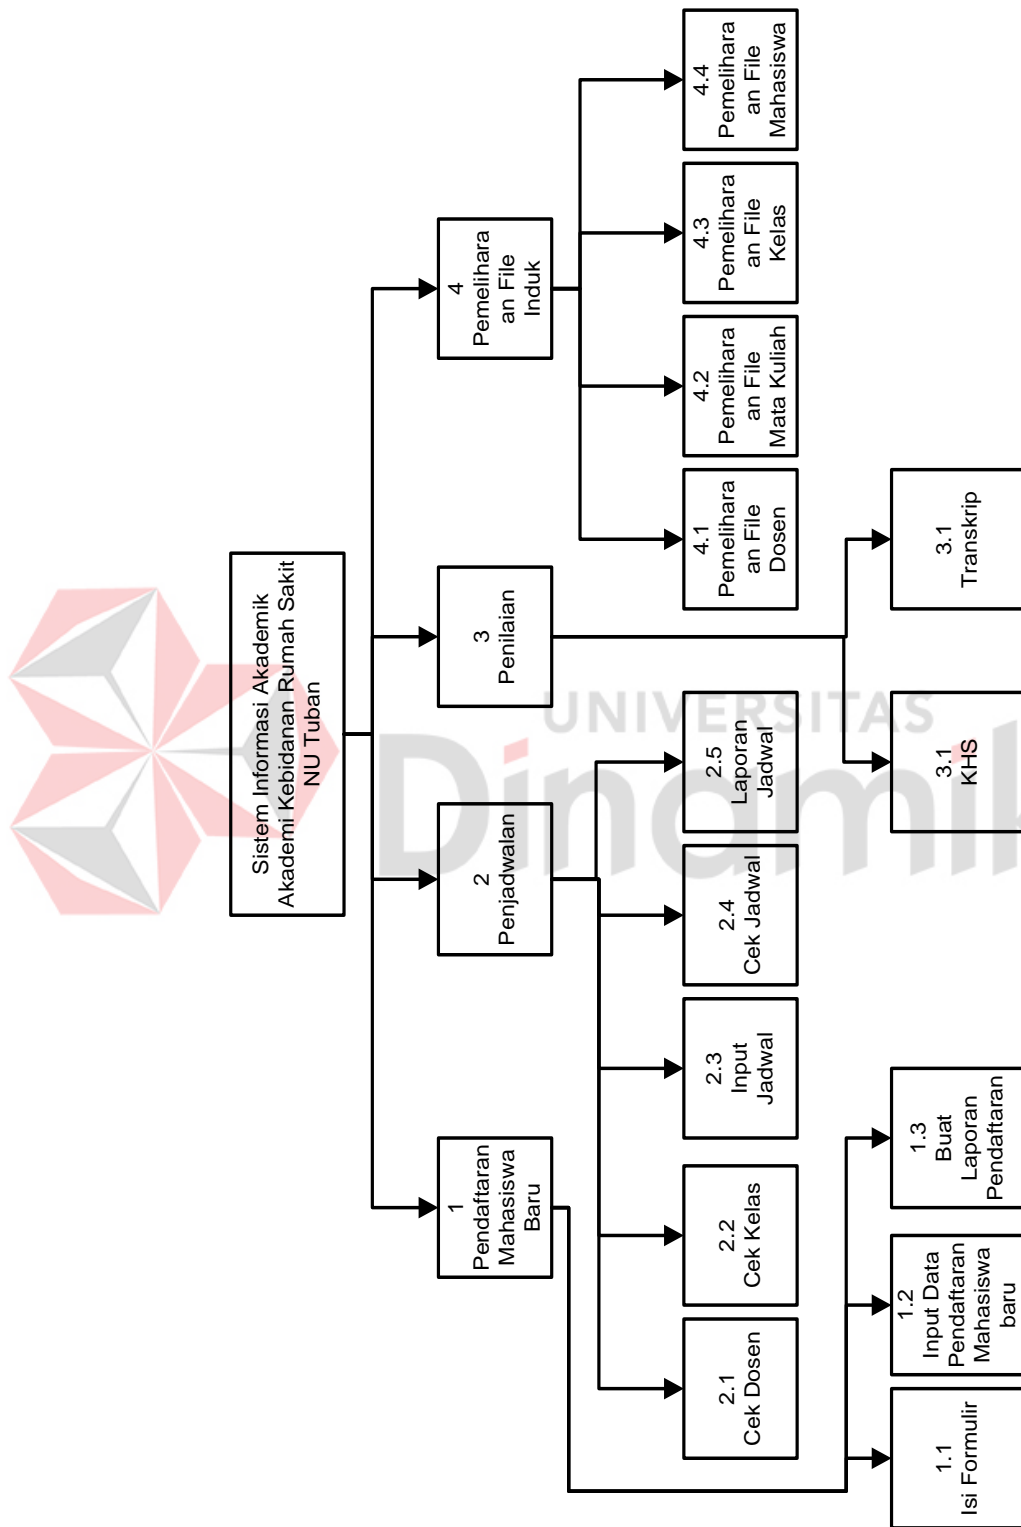 Sistem Informasi Akademik
Akademi Kebidanan Rumah Sakit
NU Tuban
1
Pendaftaran
Mahasiswa
Baru
2
Penjadwalan
3
Penilaian
4
Pemelihara
an File
Induk
2.1
Cek Dosen
2.2
Cek Kelas
2.3
Input
Jadwal
2.4
Cek Jadwal
2.5
Laporan
Jadwal
4.1
Pemelihara
an File
Dosen
4.2
Pemelihara
an File
Mata Kuliah
4.3
Pemelihara
an File
Kelas
4.4
Pemelihara
an File
Mahasiswa
1.1
Isi Formulir
1.2
Input Data
Pendaftaran
Mahasiswa
baru
1.3
Buat
Laporan
Pendaftaran
3.1
KHS
3.1
Transkrip
UNIVERSITAS
Dinamik